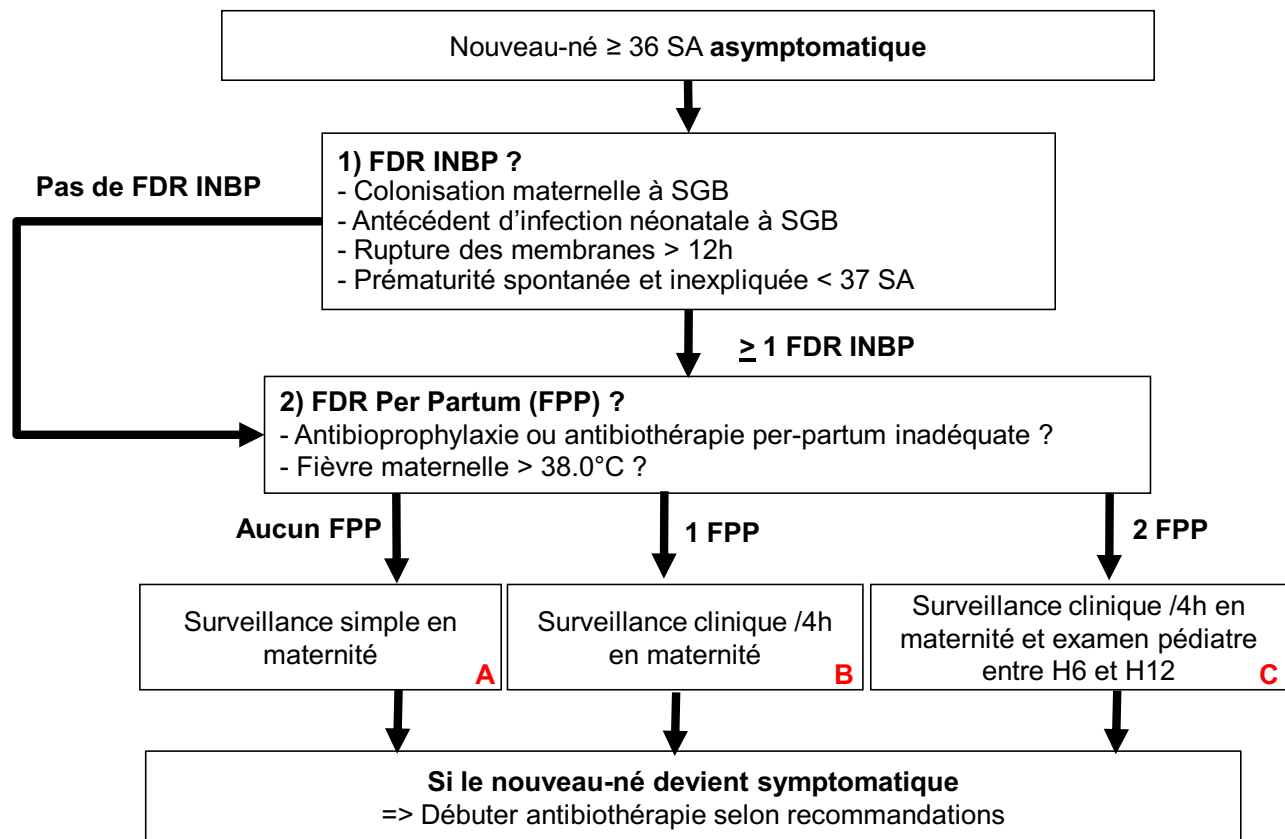 Nouveau-né ≥ 36 SA asymptomatique
Pas de FDR INBP
1) FDR INBP ?
- Colonisation maternelle à SGB
- Antécédent d'infection néonatale à SGB
- Rupture des membranes > 12h
- Prématurité spontanée et inexpliquée < 37 SA
≥ 1 FDR INBP
2) FDR Per Partum (FPP) ?
- Antibioprophylaxie ou antibiothérapie per-partum inadéquate ?
- Fièvre maternelle > 38.0°C ?
Aucun FPP
1 FPP
2 FPP
Surveillance simple en
maternité
A
Surveillance clinique /4h
en maternité
B
Surveillance clinique /4h en
maternité et examen pédiatre
entre H6 et H12
C
Si le nouveau-né devient symptomatique
=> Débuter antibiothérapie selon recommandations